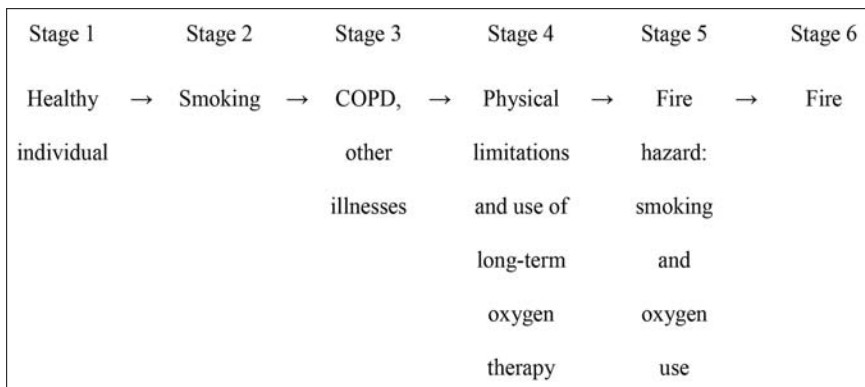 Stage 1 Stage 2 Stage 3 Stage 4 Stage 5 Stage 6
Healthy → Smoking → COPD, → Physical → Fire → Fire
individual other limitations hazard:
illnesses and use of smoking
long-term and
oxygen oxygen
therapy use